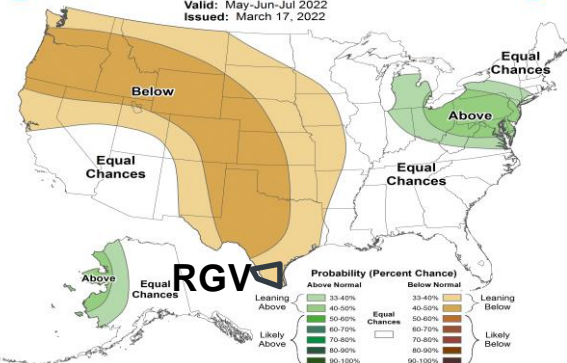 Valid: May-Jun-Jul 2022
Issued: March 17, 2022
Equal
Chances
Below
Above
Equal
Chances
Equal
Chances
Above
Equal
Chances
RGV
Probability (Percent Chance)
Above Normal
Below Normal
Leaning
Above
33-40%
40-50%
50-60%
60-70%
70-80%
80-90%
90-100%
Likely
Above
Equal
Chances
33-40%
40-50%
50-60%
60-70%
70-80%
80-90%
90-100%
Leaning
Below
Likely
Below